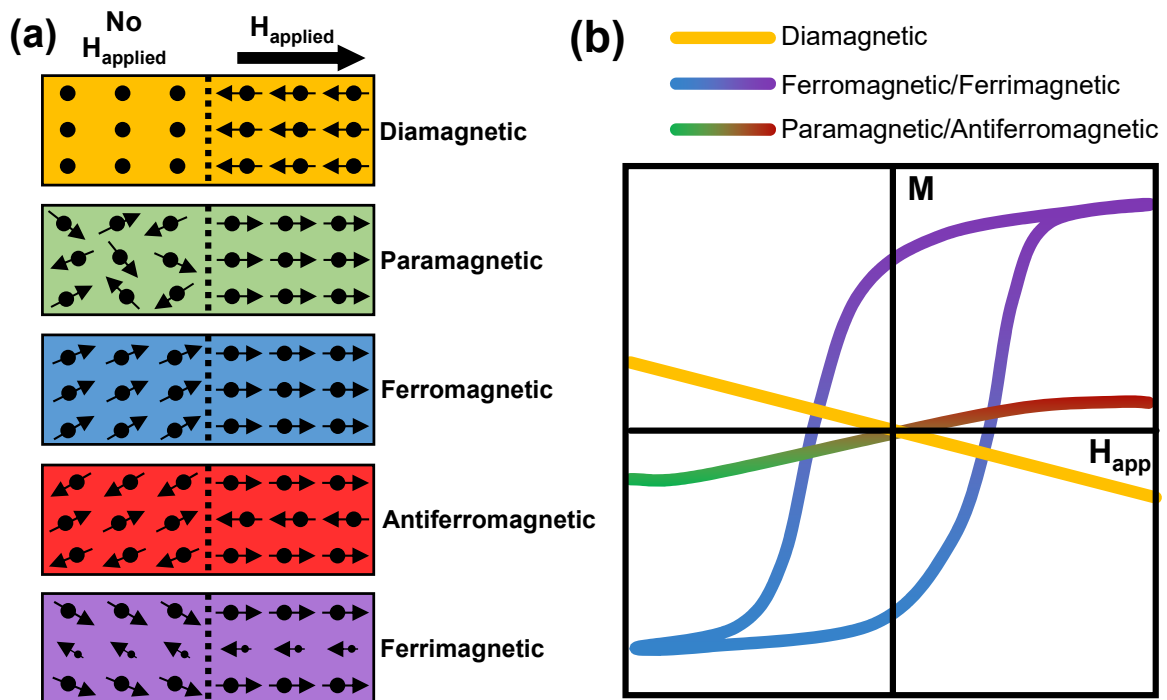 (a)
No
H applied
H applied
Diamagnetic
Paramagnetic
Ferromagnetic
Antiferromagnetic
Ferrimagnetic
(b)
Diamagnetic
Ferromagnetic/Ferrimagnetic
Paramagnetic/Antiferromagnetic
M
H app